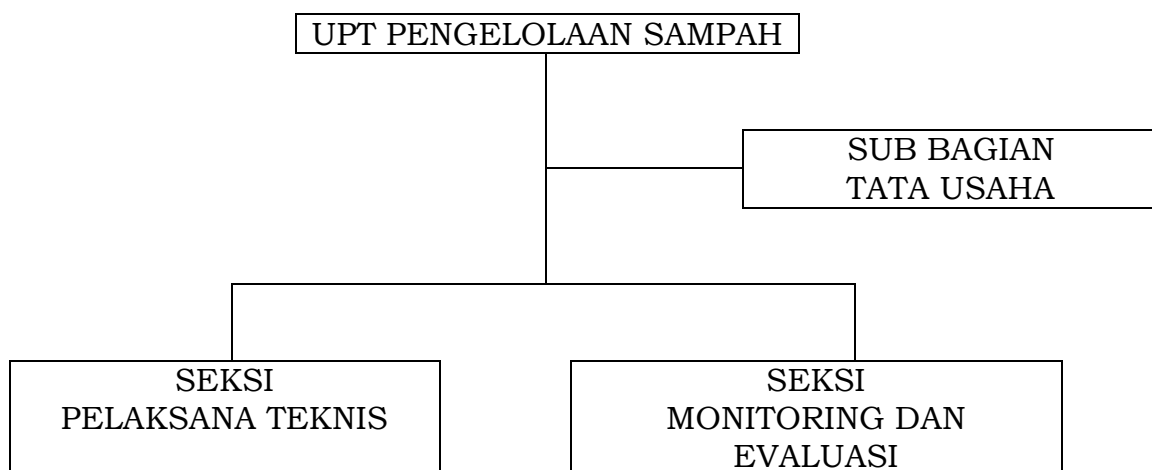 UPT PENGELOLAAN SAMPAH
SUB BAGIAN
TATA USAHA
SEKSI
PELAKSANA TEKNIS
SEKSI
MONITORING DAN
EVALUASI